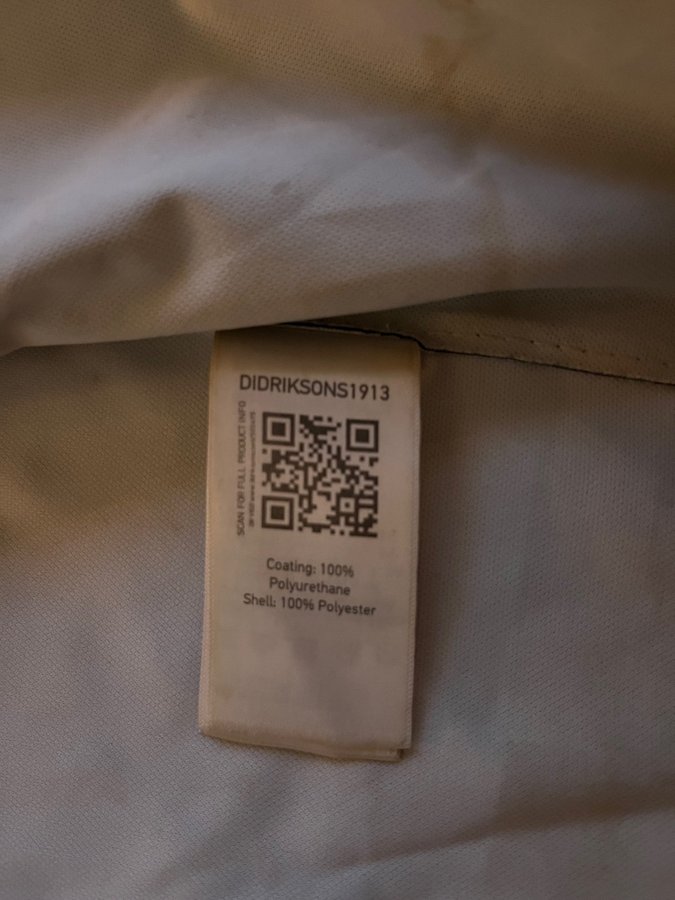 DIDRIKSONS1913
SCAN FOR FULL PRODUCT INFO
Coating: 100%
Polyurethane
Shell: 100% Polyester